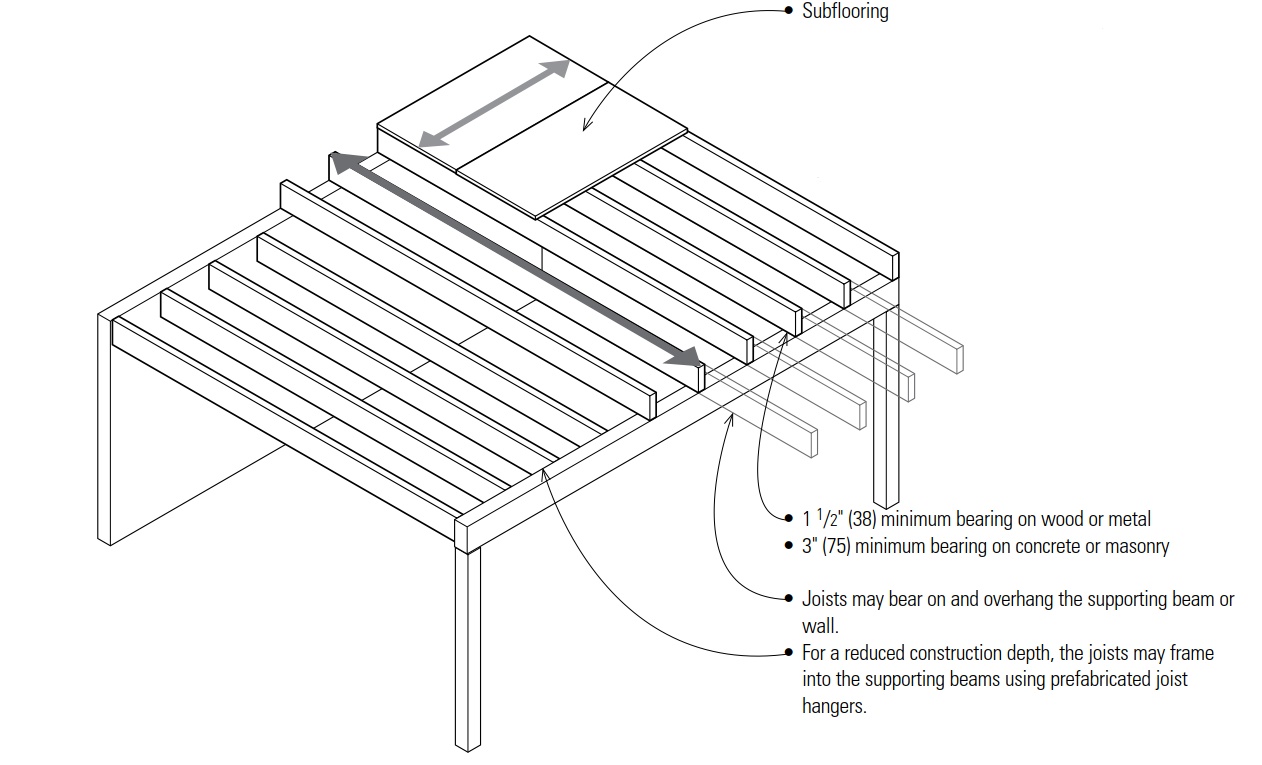 • Subflooring
• 1 1/2" (38) minimum bearing on wood or metal
• 3" (75) minimum bearing on concrete or masonry
• Joists may bear on and overhang the supporting beam or
wall.
• For a reduced construction depth, the joists may frame
into the supporting beams using prefabricated joist
hangers.